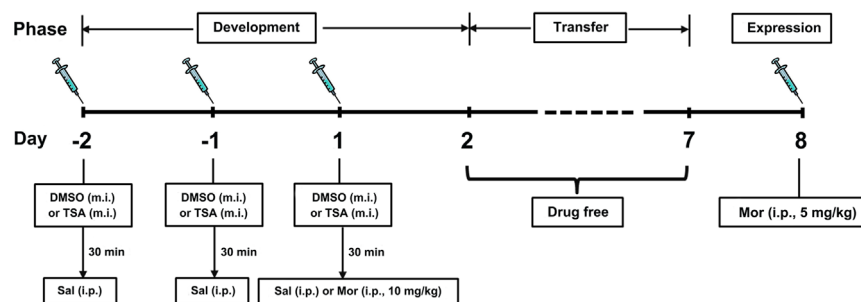 Phase
Development
Transfer
Expression
Day
-2
-1
1
2
7
8
DMSO (m.i.)
or TSA (m.i.)
DMSO (m.i.)
or TSA (m.i.)
DMSO (m.i.)
or TSA (m.i.)
Drug free
Mor (i.p., 5 mg/kg)
30 min
30 min
30 min
Sal (i.p.)
Sal (i.p.)
Sal (i.p.) or Mor (i.p., 10 mg/kg)